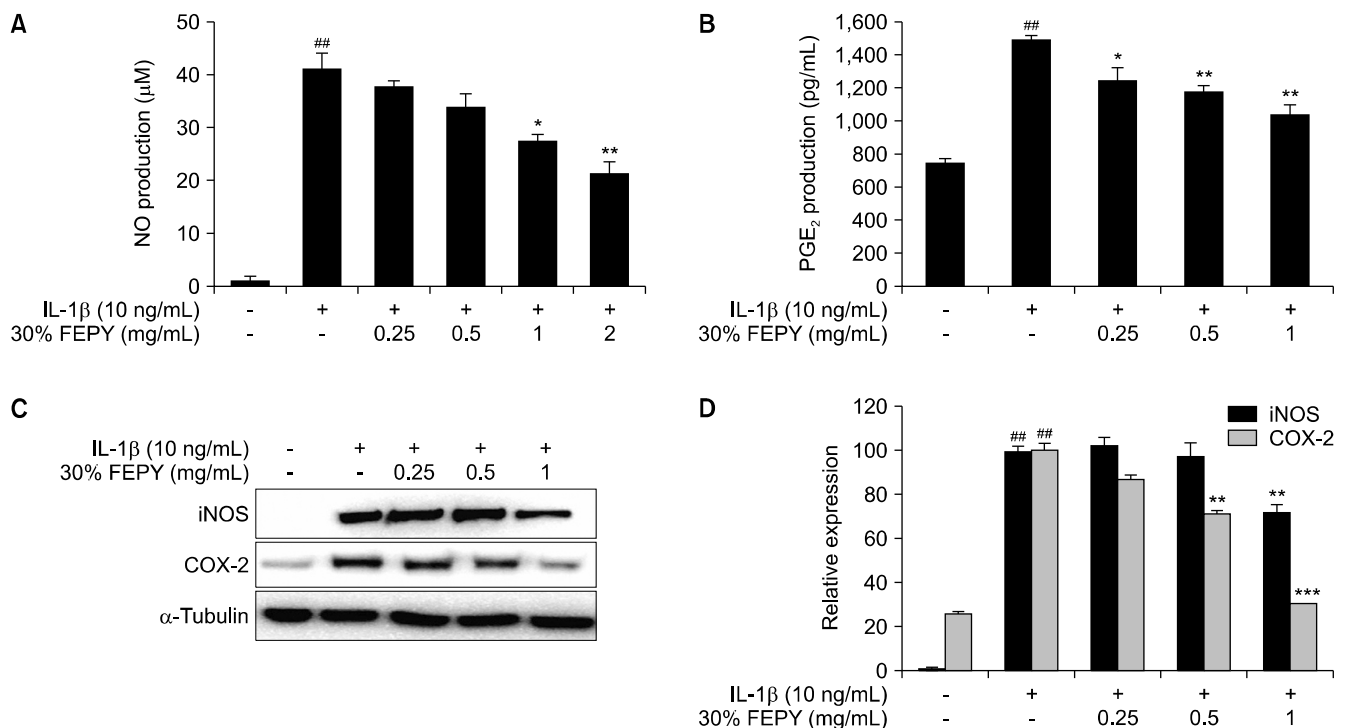 A
NO production (μM)
50
40
30
20
10
0
##
*
**
IL-1β (10 ng/mL) - + + + + +
30% FEPY (mg/mL) - - 0.25 0.5 1 2
B
PGE₂ production (pg/mL)
1,800
1,600
1,400
1,200
1,000
800
600
400
200
0
##
*
**
**
IL-1β (10 ng/mL) - + + + +
30% FEPY (mg/mL) - - 0.25 0.5 1
C
IL-1β (10 ng/mL) - + + + +
30% FEPY (mg/mL) - - 0.25 0.5 1
iNOS
COX-2
α-Tubulin
D
Relative expression
120
100
80
60
40
20
0
iNOS
COX-2
## ##
**
**
***
IL-1β (10 ng/mL) - + + + +
30% FEPY (mg/mL) - - 0.25 0.5 1